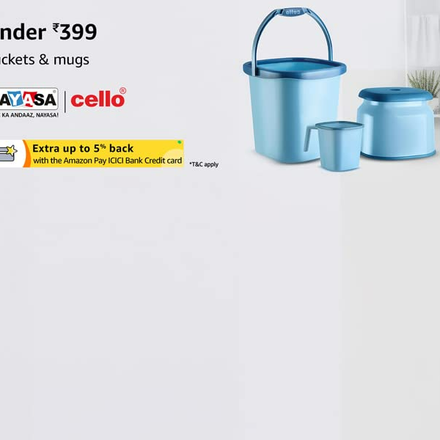 nder ₹399
uckets & mugs
AYASA | cello®
KA ANDAAZ, NAYASA!
Extra up to 5% back
with the Amazon Pay ICICI Bank Credit card
*T&C apply